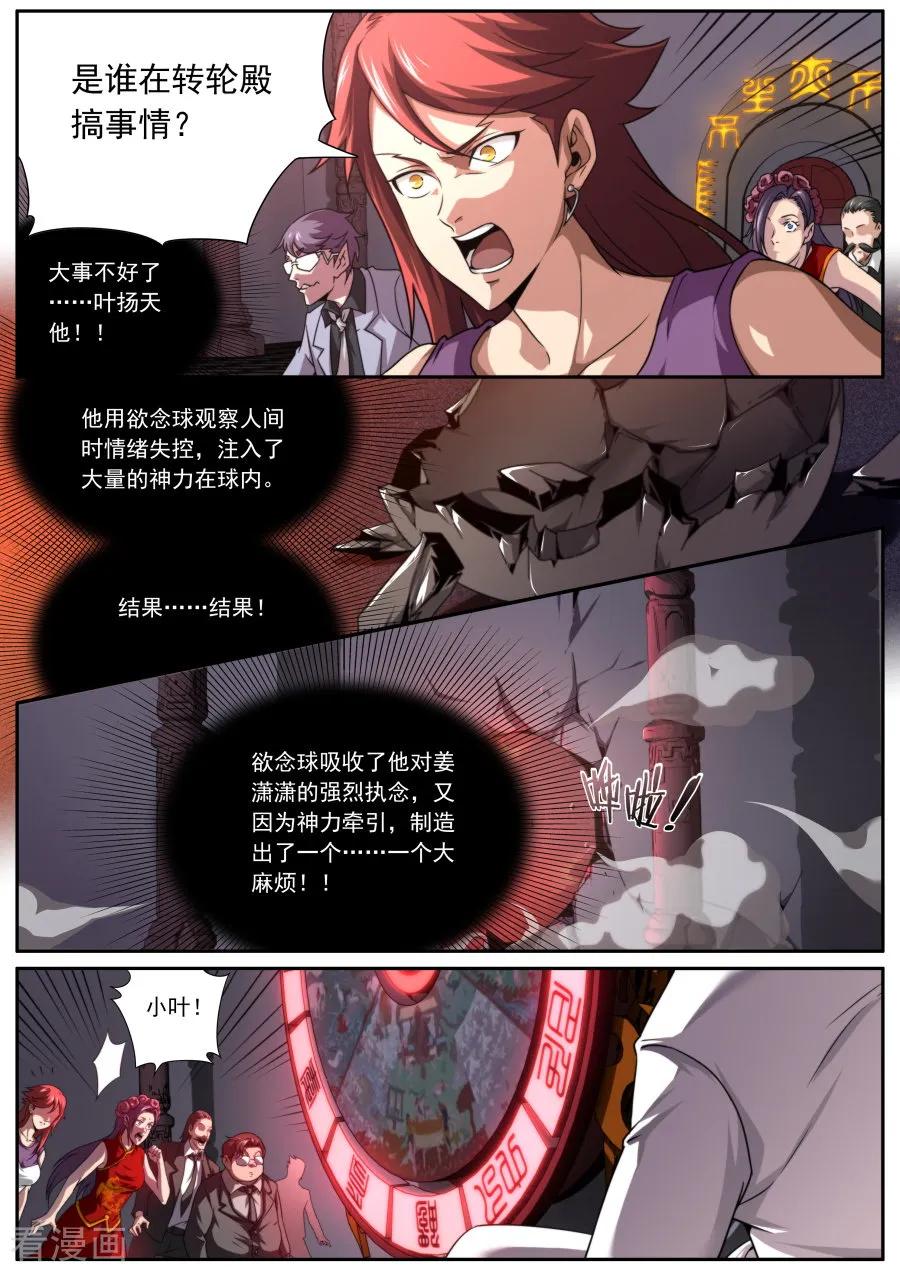 是谁在转轮殿
搞事情？
大事不好了
……叶扬天
他！！
他用欲念球观察人间
时情绪失控，注入了
大量的神力在球内。
结果……结果！
欲念球吸收了他对姜
潇潇的强烈执念，又
因为神力牵引，制造
出了一个……一个大
麻烦！！
哗啦！
小叶！
看漫画